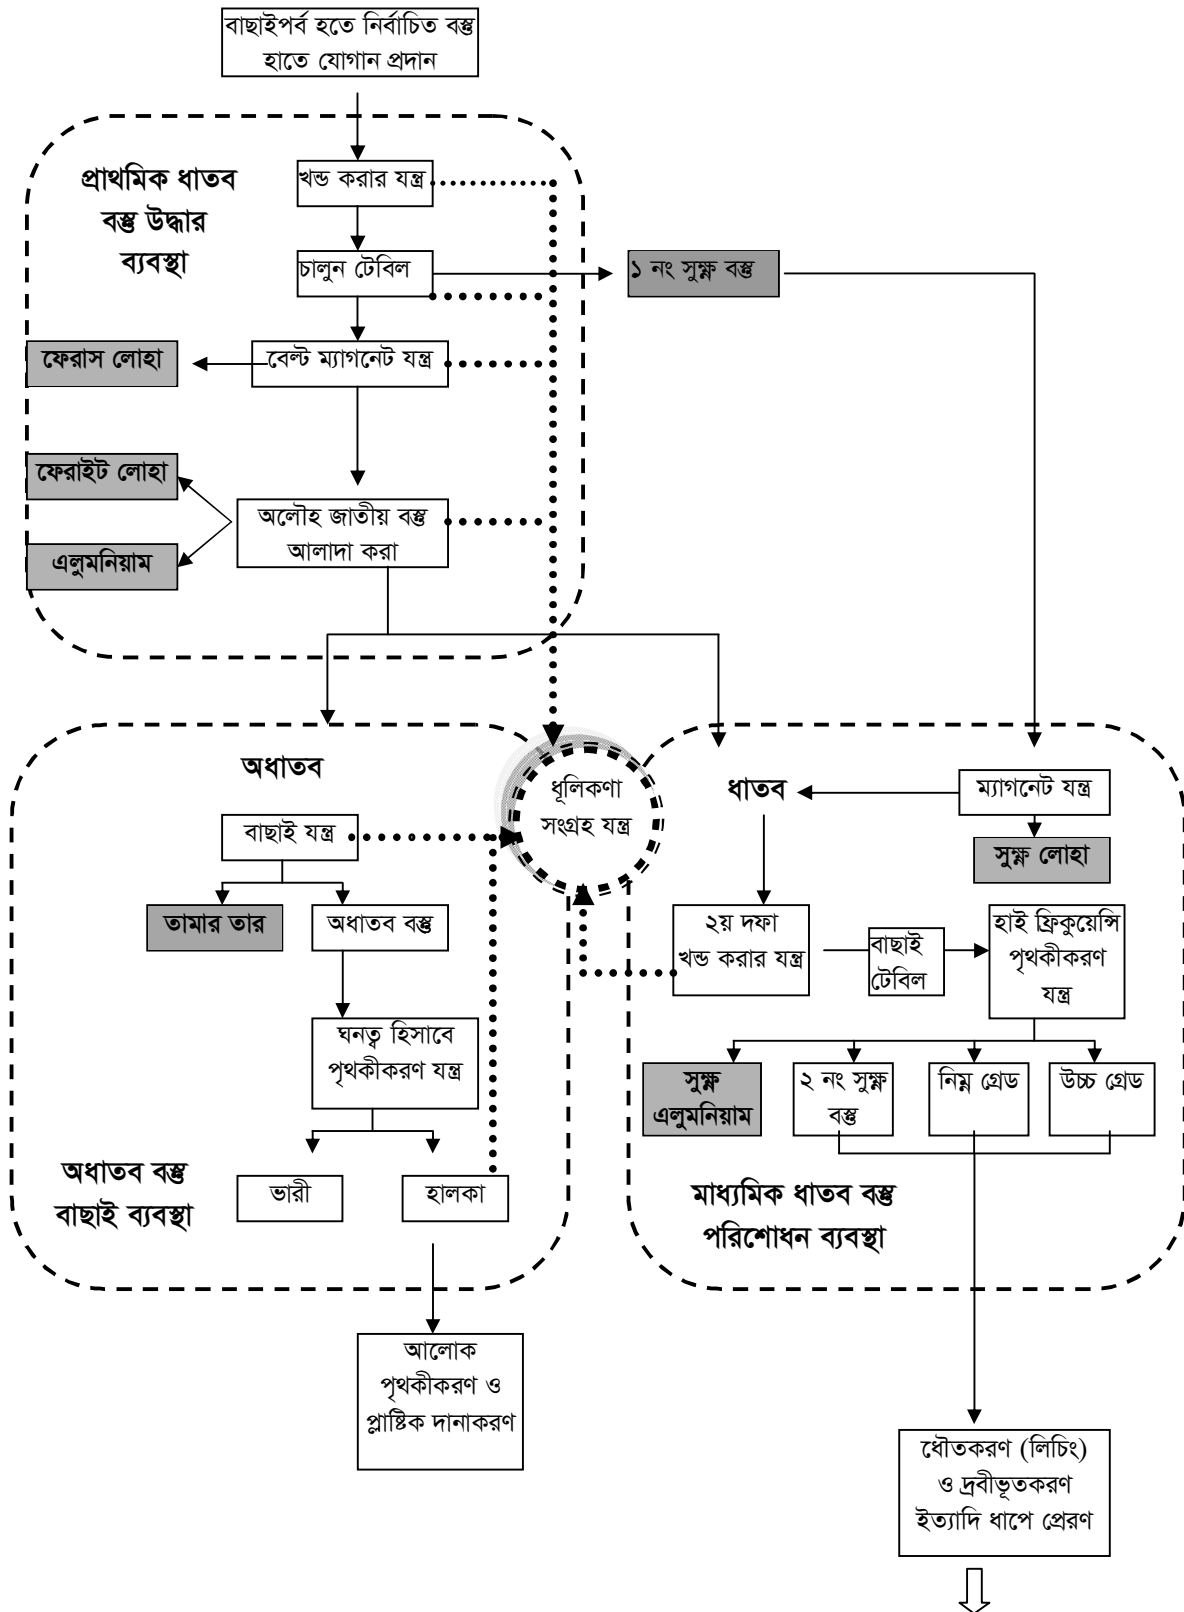 বাছাইপর্ব হতে নির্বাচিত বস্তু
হাতে যোগান প্রদান
প্রাথমিক ধাতব
বস্তু উদ্ধার
ব্যবস্থা
খন্ড করার যন্ত্র
চালুন টেবিল
১ নং সুক্ষ্ণ বস্তু
ফেরাস লোহা
বেল্ট ম্যাগনেট যন্ত্র
ফেরাইট লোহা
অলৌহ জাতীয় বস্তু
আলাদা করা
এলুমনিয়াম
অধাতব
বাছাই যন্ত্র
তামার তার
অধাতব বস্তু
ঘনত্ব হিসাবে
পৃথকীকরণ যন্ত্র
ভারী
হালকা
অধাতব বস্তু
বাছাই ব্যবস্থা
আলোক
পৃথকীকরণ ও
প্লাষ্টিক দানাকরণ
ধূলিকণা
সংগ্রহ যন্ত্র
ধাতব
ম্যাগনেট যন্ত্র
সুক্ষ্ণ লোহা
২য় দফা
খন্ড করার যন্ত্র
বাছাই
টেবিল
হাই ফ্রিকুয়েন্সি
পৃথকীকরণ
যন্ত্র
সুক্ষ্ণ
এলুমনিয়াম
২ নং সুক্ষ্ণ
বস্তু
নিম্ন গ্রেড
উচ্চ গ্রেড
মাধ্যমিক ধাতব বস্তু
পরিশোধন ব্যবস্থা
ধৌতকরণ (লিচিং)
ও দ্রবীভূতকরণ
ইত্যাদি ধাপে প্রেরণ